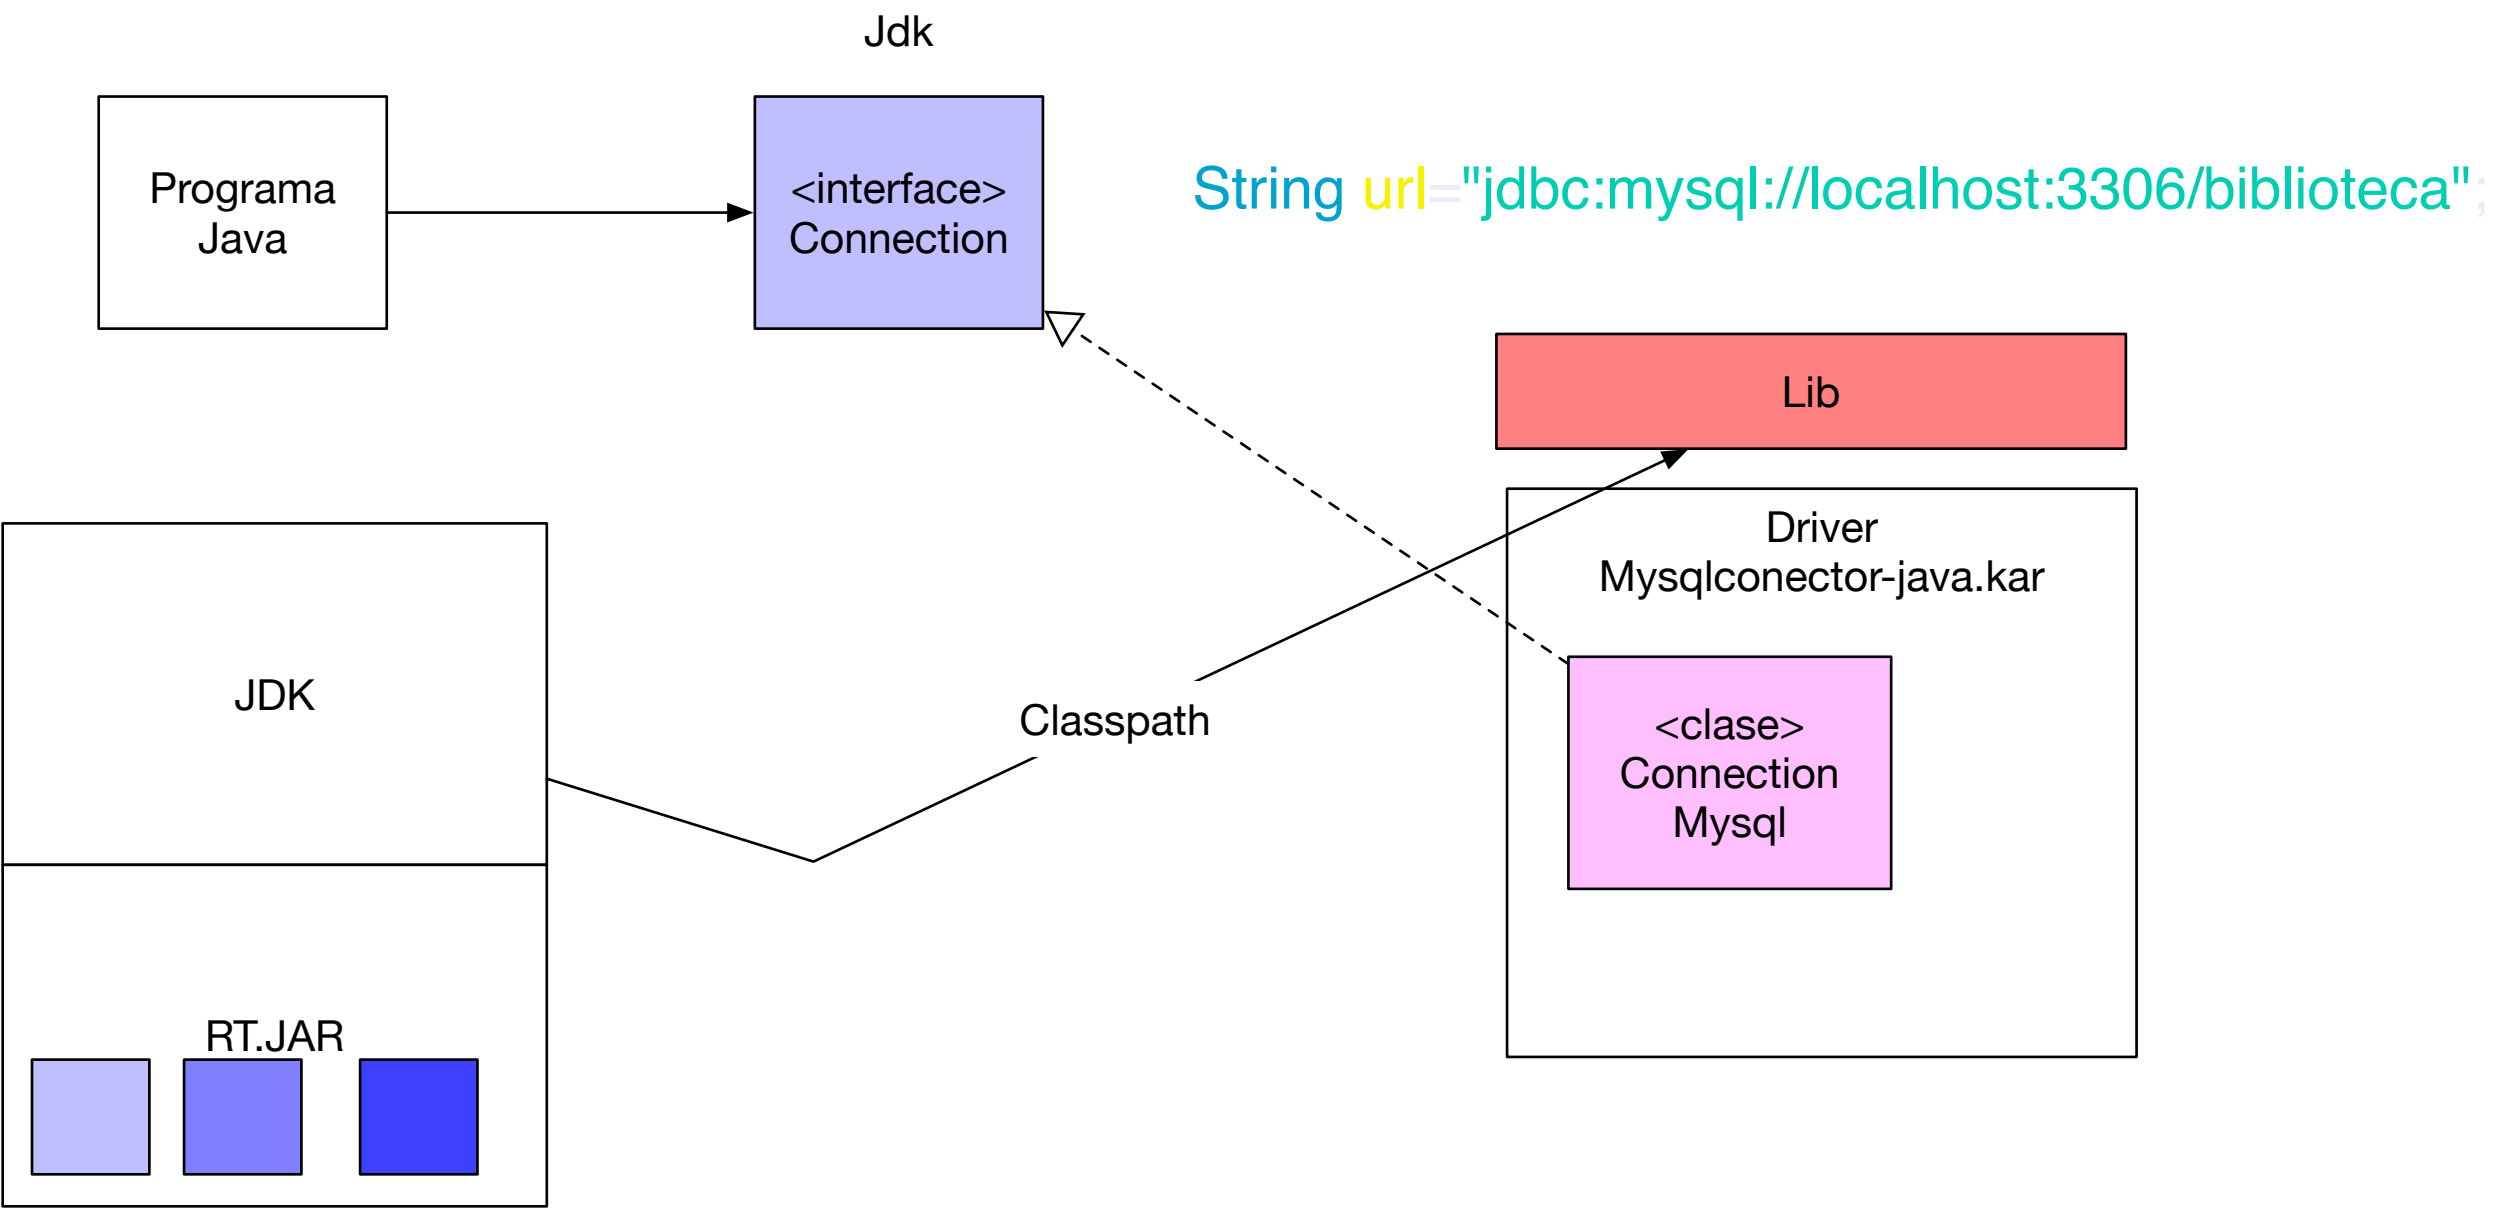 Jdk
Programa
Java
<interface>
Connection
String url="jdbc:mysql://localhost:3306/biblioteca";
Lib
Driver
Mysqlconector-java.kar
JDK
Classpath
<clase>
Connection
Mysql
RT.JAR